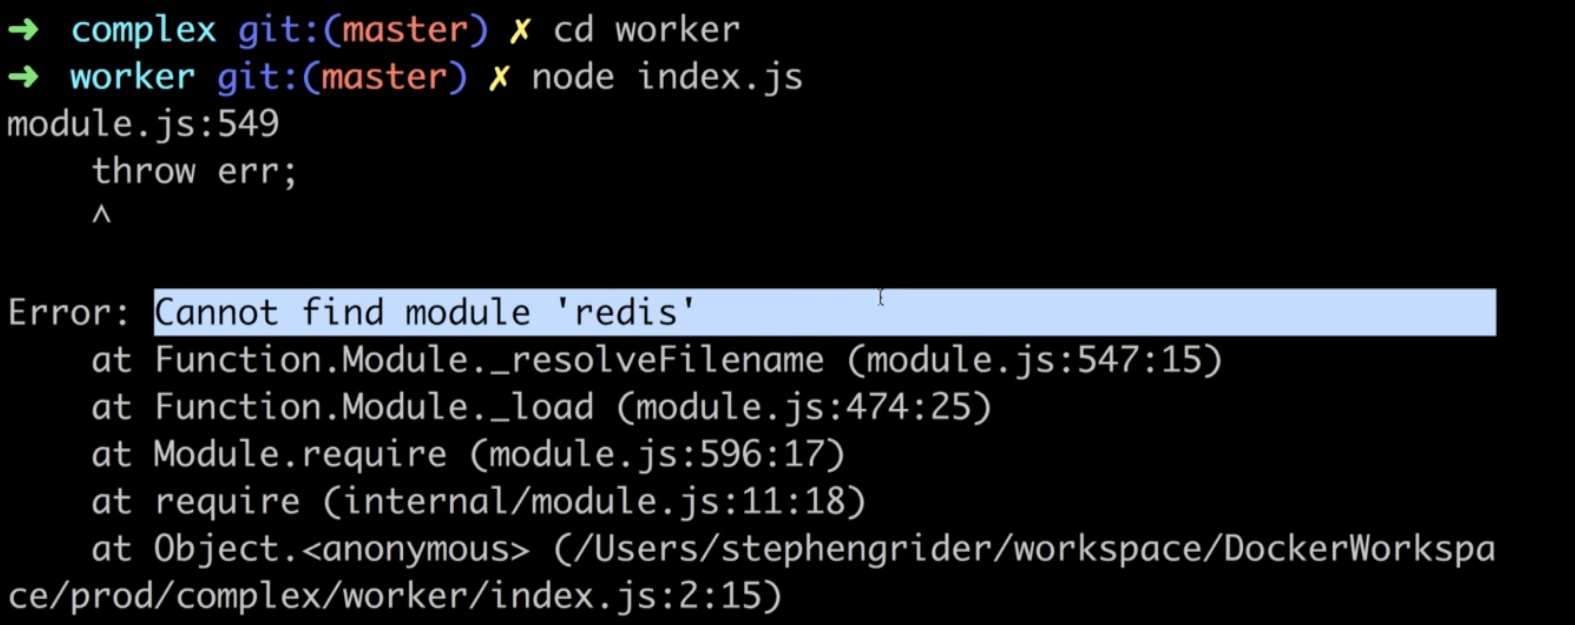 ➜  complex git:(master) ✗ cd worker
➜  worker git:(master) ✗ node index.js
module.js:549
    throw err;
    ^
Error: Cannot find module 'redis'
    at Function.Module._resolveFilename (module.js:547:15)
    at Function.Module._load (module.js:474:25)
    at Module.require (module.js:596:17)
    at require (internal/module.js:11:18)
    at Object.<anonymous> (/Users/stephengrider/workspace/DockerWorkspa
ce/prod/complex/worker/index.js:2:15)